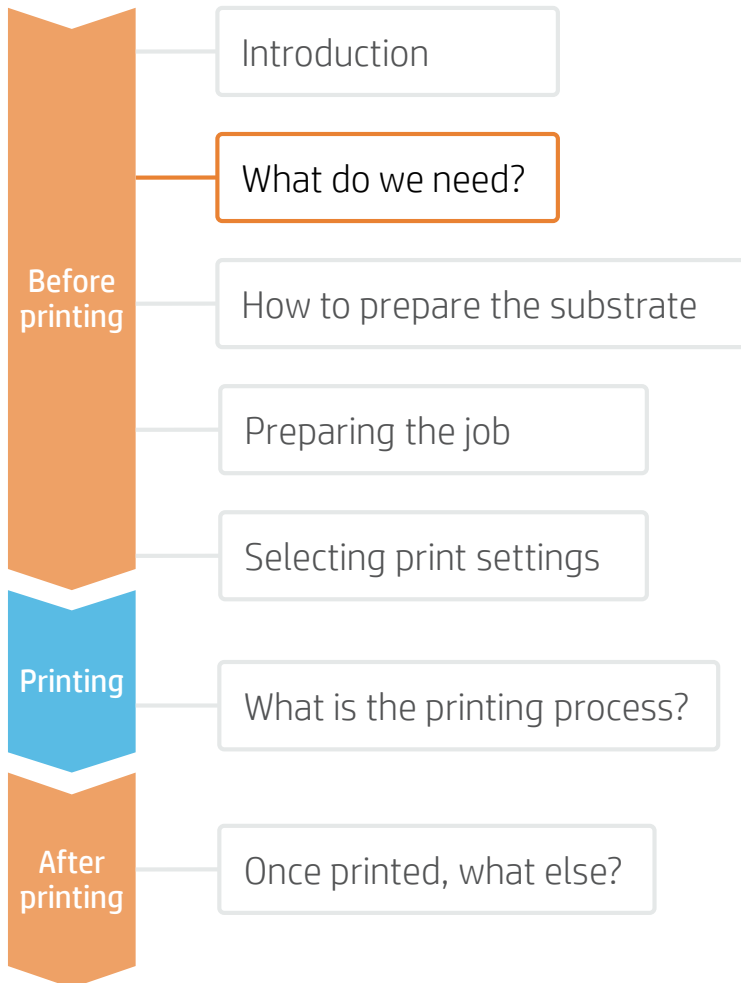 Introduction
What do we need?
Before
printing
How to prepare the substrate
Preparing the job
Selecting print settings
Printing
What is the printing process?
After
printing
Once printed, what else?